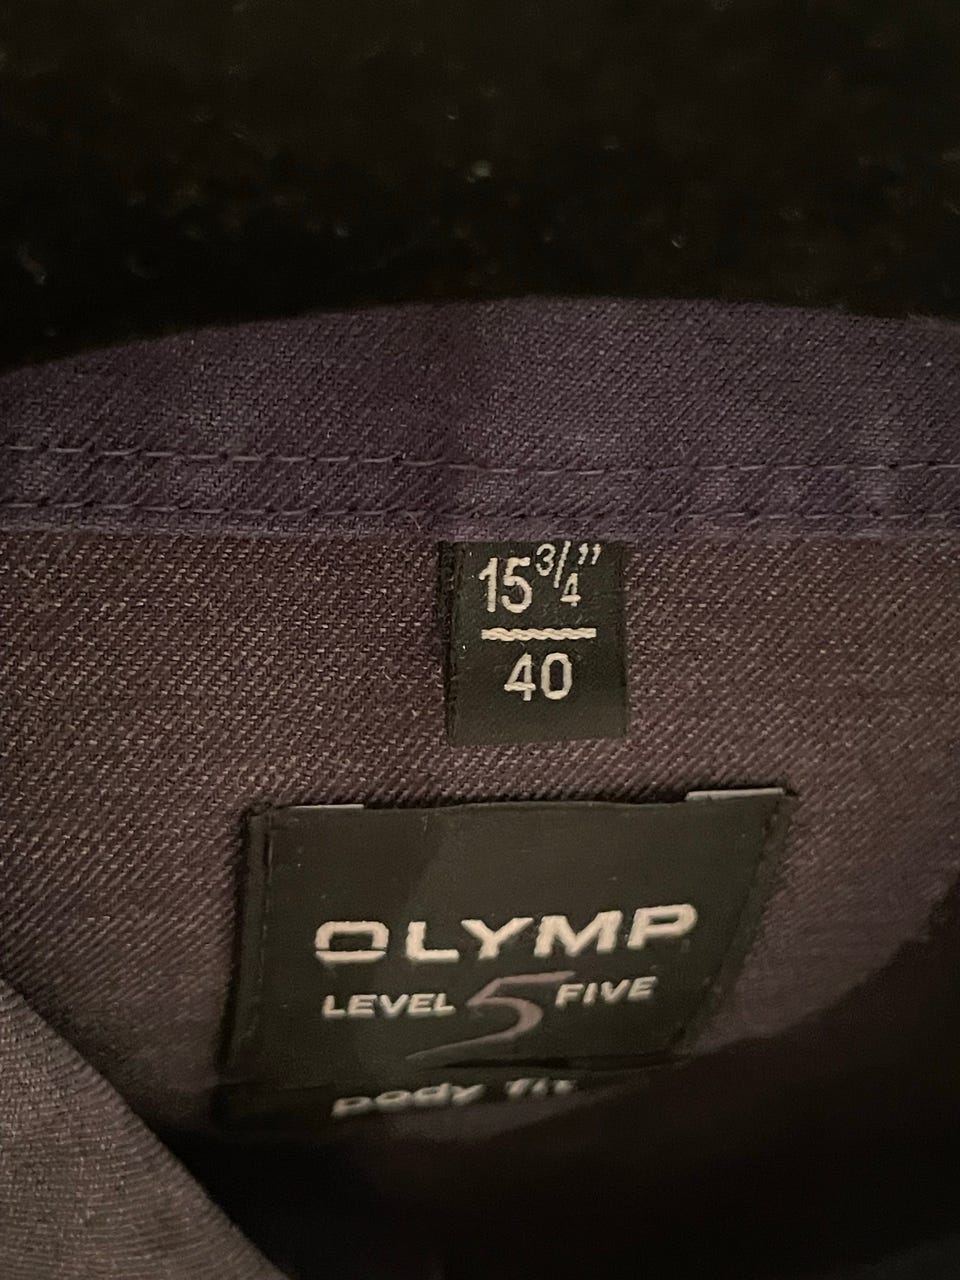 15 3/4"
40
OLYMP
LEVEL 5 FIVE
body fit